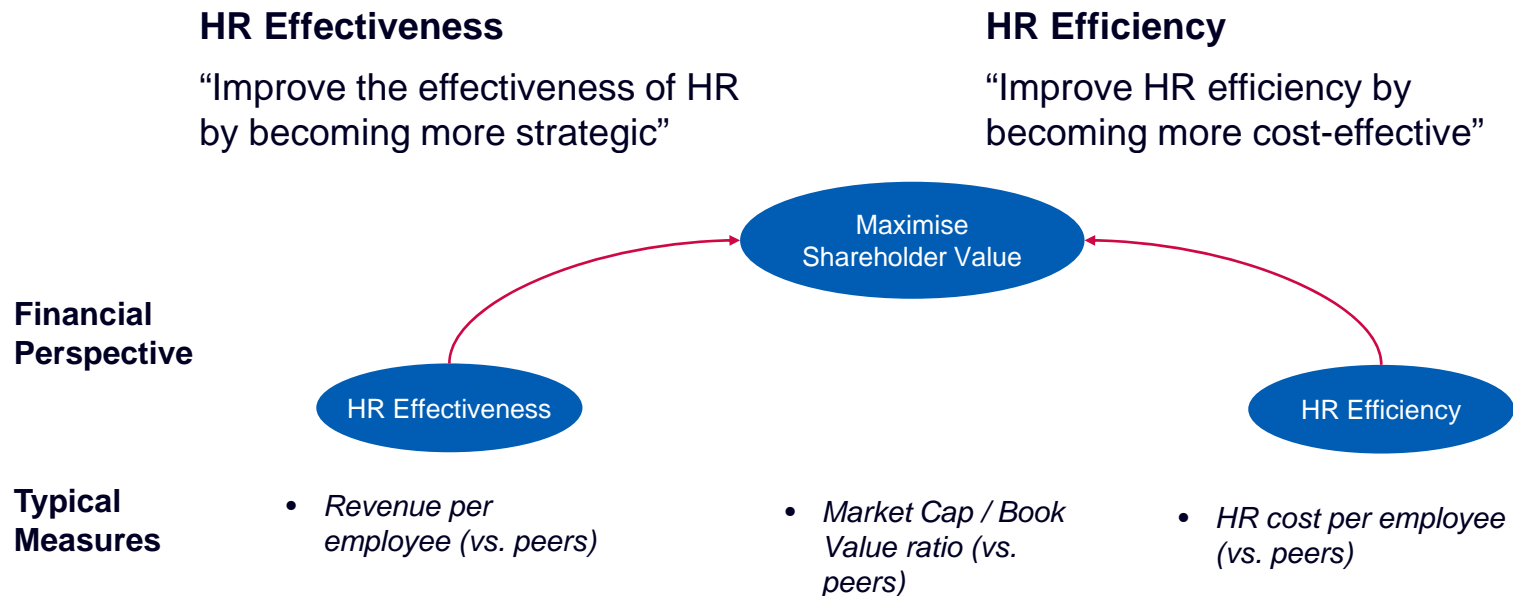 HR Effectiveness
“Improve the effectiveness of HR
by becoming more strategic”
HR Efficiency
“Improve HR efficiency by
becoming more cost-effective”
Maximise
Shareholder Value
Financial
Perspective
HR Effectiveness
HR Efficiency
Typical
Measures
• Revenue per
employee (vs. peers)
• Market Cap / Book
Value ratio (vs.
peers)
• HR cost per employee
(vs. peers)